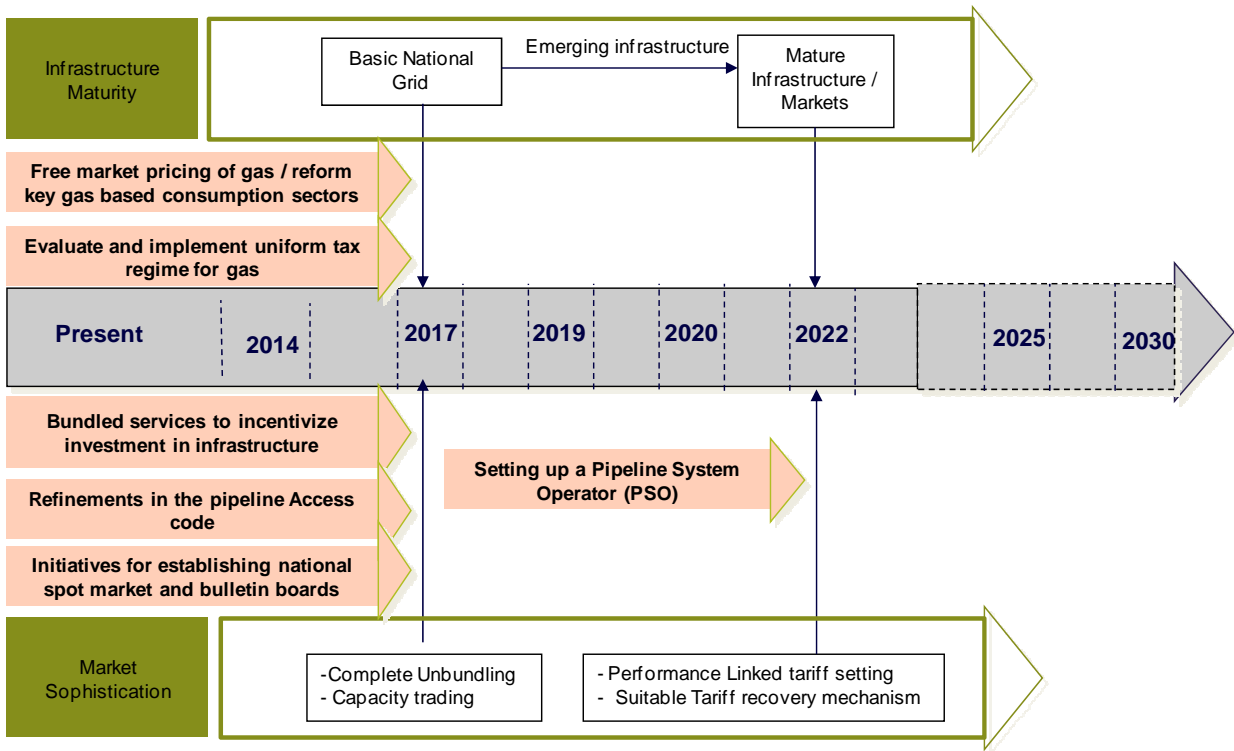 Infrastructure
Maturity
Basic National
Grid
Emerging infrastructure
Mature
Infrastructure /
Markets
Free market pricing of gas / reform
key gas based consumption sectors
Evaluate and implement uniform tax
regime for gas
Present
2014
2017
2019
2020
2022
2025
2030
Bundled services to incentivize
investment in infrastructure
Setting up a Pipeline System
Operator (PSO)
Refinements in the pipeline Access
code
Initiatives for establishing national
spot market and bulletin boards
Market
Sophistication
-Complete Unbundling
- Capacity trading
- Performance Linked tariff setting
- Suitable Tariff recovery mechanism